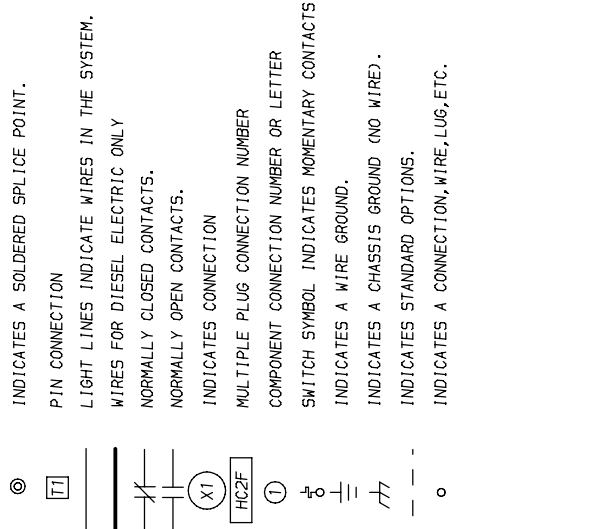 INDICATES A SOLDERED SPLICE POINT.
T1 PIN CONNECTION
LIGHT LINES INDICATE WIRES IN THE SYSTEM.
WIRES FOR DIESEL ELECTRIC ONLY
NORMALLY CLOSED CONTACTS.
NORMALLY OPEN CONTACTS.
X1 INDICATES CONNECTION
HC2F MULTIPLE PLUG CONNECTION NUMBER
1 COMPONENT CONNECTION NUMBER OR LETTER
SWITCH SYMBOL INDICATES MOMENTARY CONTACTS
INDICATES A WIRE GROUND.
INDICATES A CHASSIS GROUND (NO WIRE).
INDICATES STANDARD OPTIONS.
INDICATES A CONNECTION,WIRE,LUG,ETC.